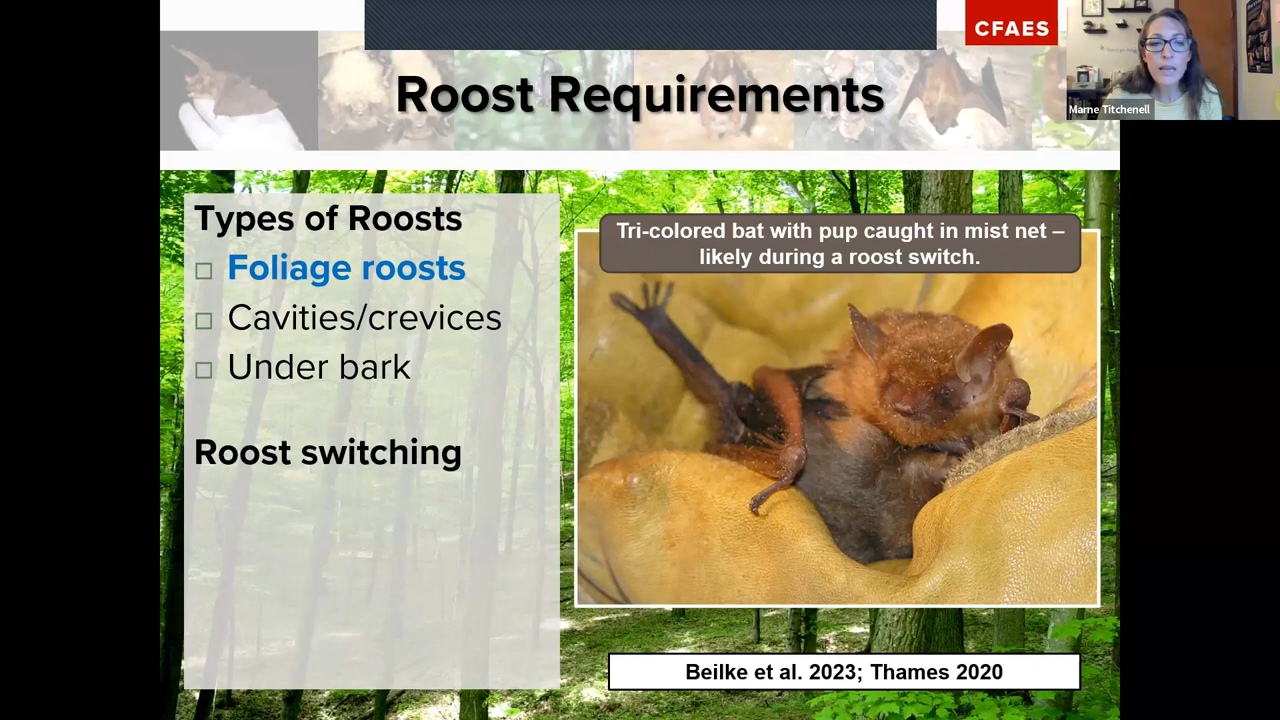 CFAES
Marne Titchenell
Roost Requirements
Types of Roosts
Foliage roosts
Cavities/crevices
Under bark
Roost switching
Tri-colored bat with pup caught in mist net –
likely during a roost switch.
Beilke et al. 2023; Thames 2020